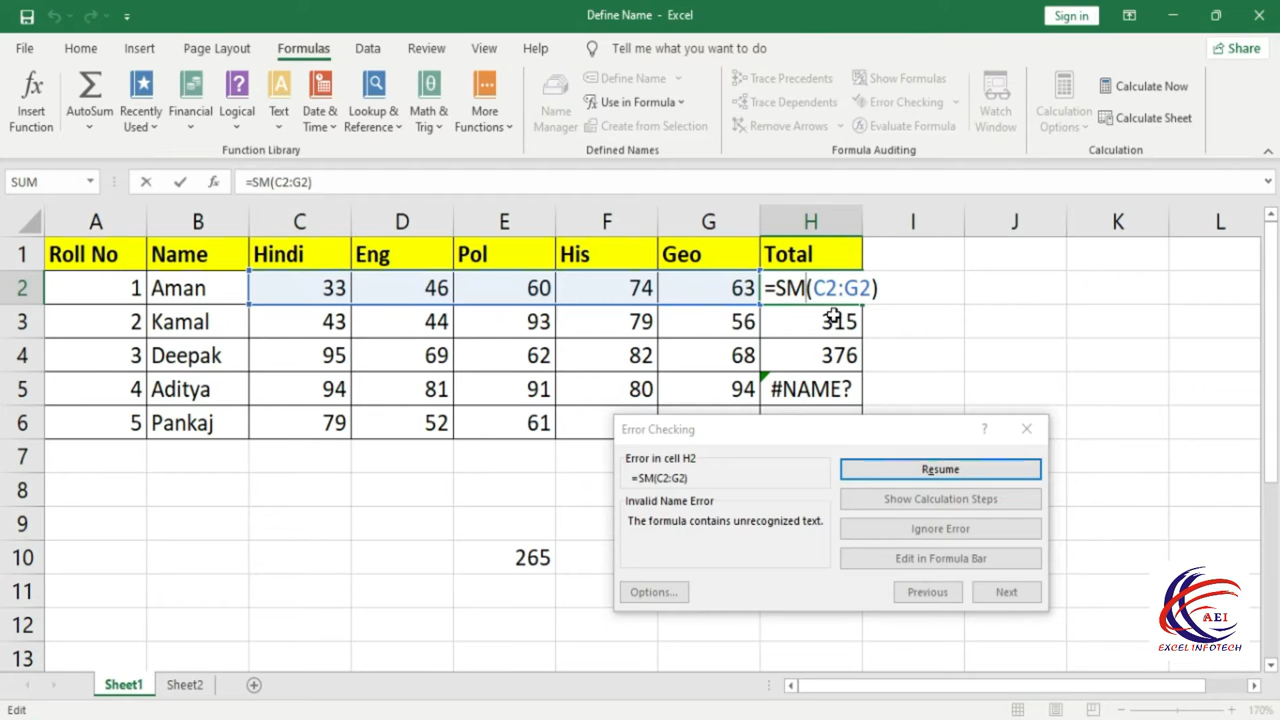 Define Name - Excel
Sign in
File Home Insert Page Layout Formulas Data Review View Help Tell me what you want to do Share
Insert Function
AutoSum
Recently Used
Financial
Logical
Text
Date & Time
Lookup & Reference
Math & Trig
More Functions
Function Library
Name Manager
Define Name
Use in Formula
Create from Selection
Defined Names
Trace Precedents
Trace Dependents
Remove Arrows
Show Formulas
Error Checking
Evaluate Formula
Watch Window
Formula Auditing
Calculation Options
Calculate Now
Calculate Sheet
Calculation
SUM fx =SM(C2:G2)
A B C D E F G H I J K L
1 Roll No Name Hindi Eng Pol His Geo Total
2 1 Aman 33 46 60 74 63 =SM(C2:G2)
3 2 Kamal 43 44 93 79 56 315
4 3 Deepak 95 69 62 82 68 376
5 4 Aditya 94 81 91 80 94 #NAME?
6 5 Pankaj 79 52 61
7
8
9
10 265
11
12
13
Error Checking ?
Error in cell H2
=SM(C2:G2)
Invalid Name Error
The formula contains unrecognized text.
Resume
Show Calculation Steps
Ignore Error
Edit in Formula Bar
Options...
Previous
Next
AEI
EXCEL INFOTECH
Sheet1 Sheet2
Edit
170%